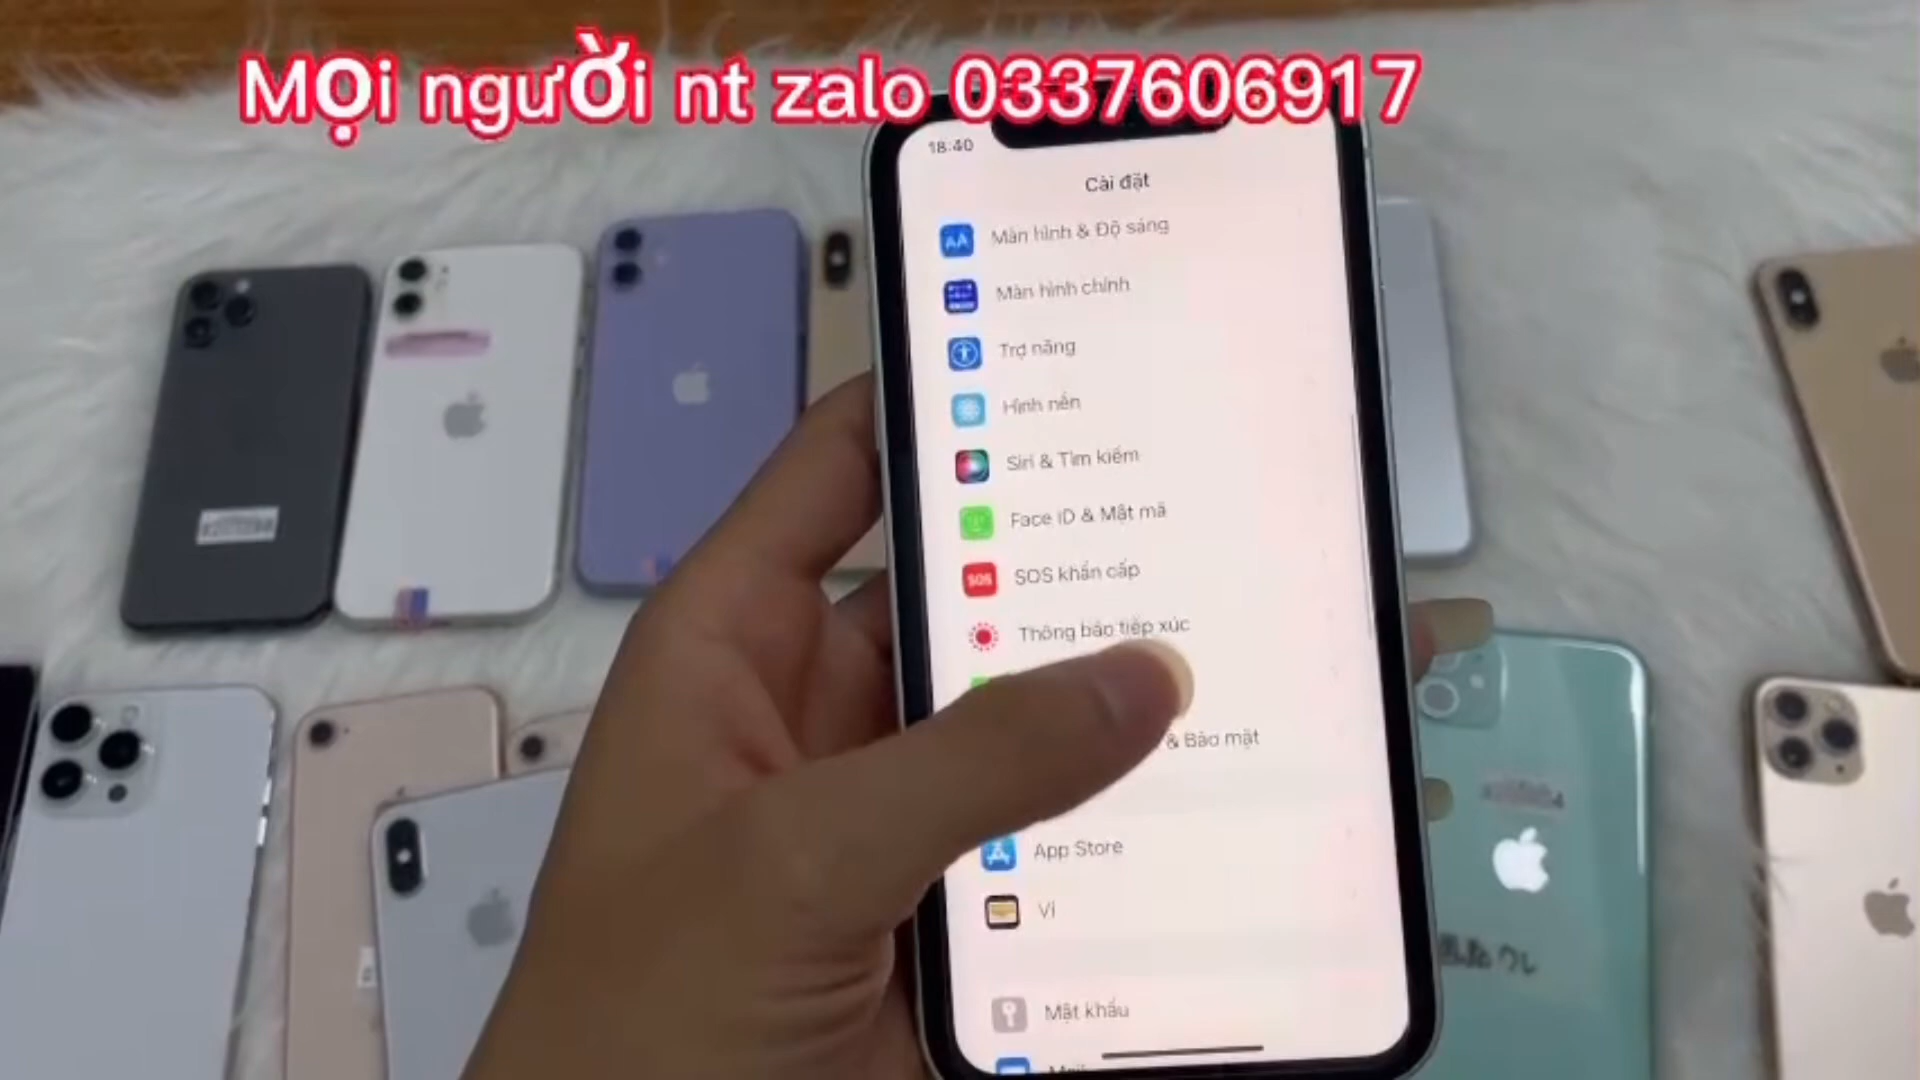 Mọi người nt zalo 0337606917
18:40
Cài đặt
AA Màn hình & Độ sáng
Màn hình chính
Trợ năng
Hình nền
Siri & Tìm kiếm
Face ID & Mật mã
SOS SOS khẩn cấp
Thông báo tiếp xúc
& Bảo mật
App Store
Ví
Mật khẩu